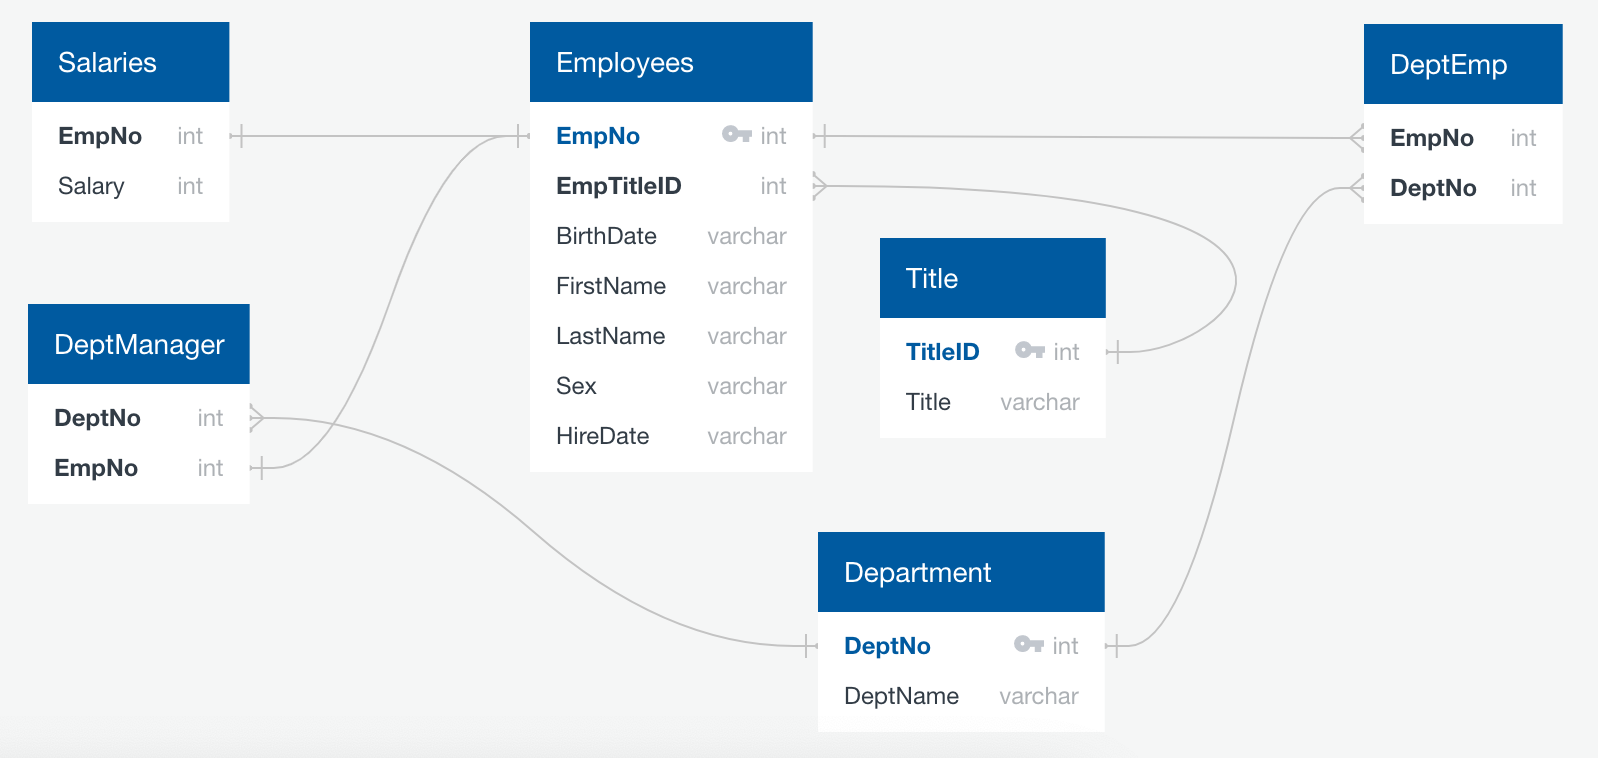 Salaries
EmpNo int
Salary int
Employees
EmpNo int
EmpTitleID int
BirthDate varchar
FirstName varchar
LastName varchar
Sex varchar
HireDate varchar
DeptEmp
EmpNo int
DeptNo int
Title
TitleID int
Title varchar
DeptManager
DeptNo int
EmpNo int
Department
DeptNo int
DeptName varchar